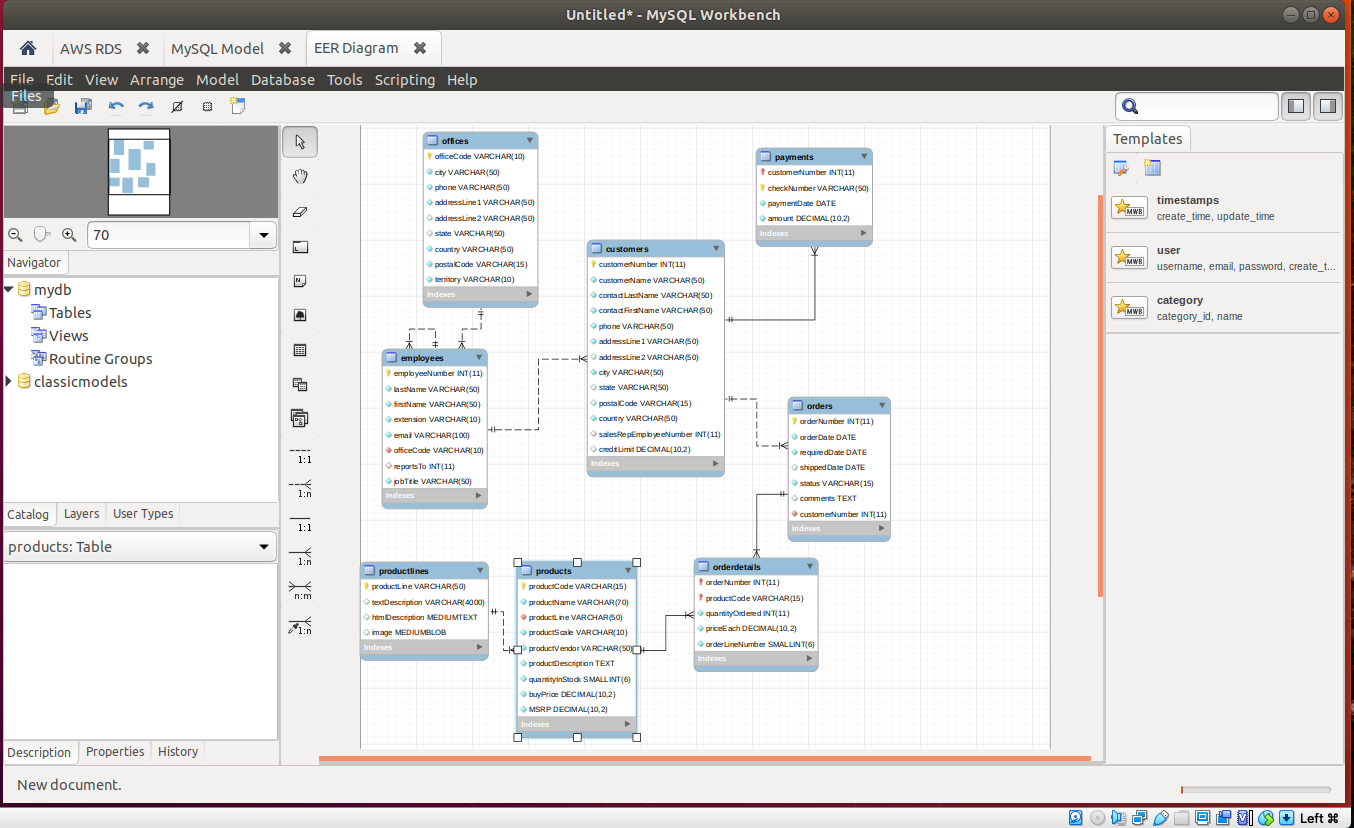 Untitled* - MySQL Workbench
AWS RDS
MySQL Model
EER Diagram
File Edit View Arrange Model Database Tools Scripting Help
Files
70
Navigator
mydb
Tables
Views
Routine Groups
classicmodels
Catalog Layers User Types
products: Table
Description Properties History
New document.
1:1
1:n
1:1
1:n
n:m
1:n
offices
officeCode VARCHAR(10)
city VARCHAR(50)
phone VARCHAR(50)
addressLine1 VARCHAR(50)
addressLine2 VARCHAR(50)
state VARCHAR(50)
country VARCHAR(50)
postalCode VARCHAR(15)
territory VARCHAR(10)
Indexes
employees
employeeNumber INT(11)
lastName VARCHAR(50)
firstName VARCHAR(50)
extension VARCHAR(10)
email VARCHAR(100)
officeCode VARCHAR(10)
reportsTo INT(11)
jobTitle VARCHAR(50)
Indexes
customers
customerNumber INT(11)
customerName VARCHAR(50)
contactLastName VARCHAR(50)
contactFirstName VARCHAR(50)
phone VARCHAR(50)
addressLine1 VARCHAR(50)
addressLine2 VARCHAR(50)
city VARCHAR(50)
state VARCHAR(50)
postalCode VARCHAR(15)
country VARCHAR(50)
salesRepEmployeeNumber INT(11)
creditLimit DECIMAL(10,2)
Indexes
payments
customerNumber INT(11)
checkNumber VARCHAR(50)
paymentDate DATE
amount DECIMAL(10,2)
Indexes
orders
orderNumber INT(11)
orderDate DATE
requiredDate DATE
shippedDate DATE
status VARCHAR(15)
comments TEXT
customerNumber INT(11)
Indexes
productlines
productLine VARCHAR(50)
textDescription VARCHAR(4000)
htmlDescription MEDIUMTEXT
image MEDIUMBLOB
Indexes
products
productCode VARCHAR(15)
productName VARCHAR(70)
productLine VARCHAR(50)
productScale VARCHAR(10)
productVendor VARCHAR(50)
productDescription TEXT
quantityInStock SMALLINT(6)
buyPrice DECIMAL(10,2)
MSRP DECIMAL(10,2)
Indexes
orderdetails
orderNumber INT(11)
productCode VARCHAR(15)
quantityOrdered INT(11)
priceEach DECIMAL(10,2)
orderLineNumber SMALLINT(6)
Indexes
Templates
MWB
timestamps
create_time, update_time
MWB
user
username, email, password, create_t...
MWB
category
category_id, name
Left ⌘